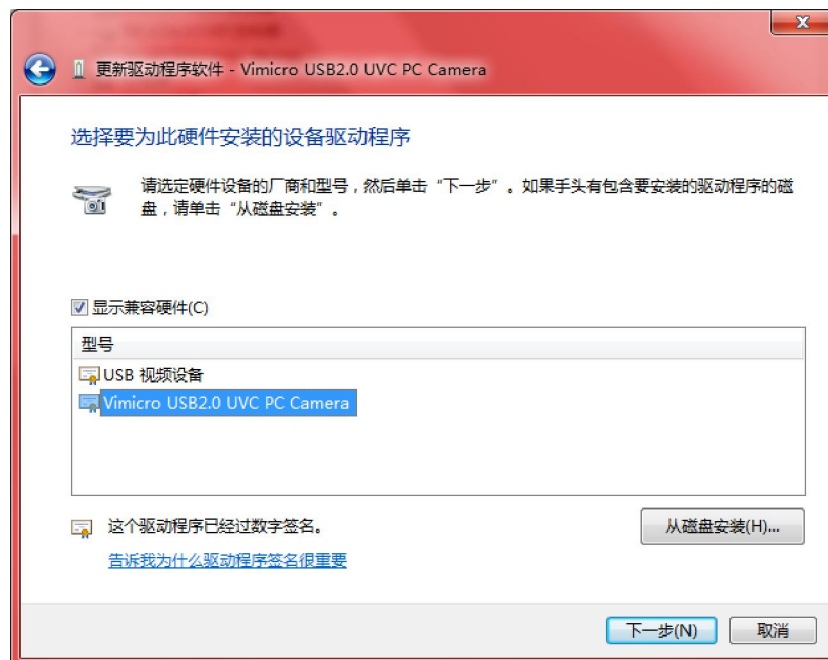 更新驱动程序软件 - Vimicro USB2.0 UVC PC Camera
选择要为此硬件安装的设备驱动程序
请选定硬件设备的厂商和型号，然后单击“下一步”。如果手头有包含要安装的驱动程序的磁
盘，请单击“从磁盘安装”。
显示兼容硬件(C)
型号
USB 视频设备
Vimicro USB2.0 UVC PC Camera
这个驱动程序已经过数字签名。
从磁盘安装(H)...
告诉我为什么驱动程序签名很重要
下一步(N)
取消